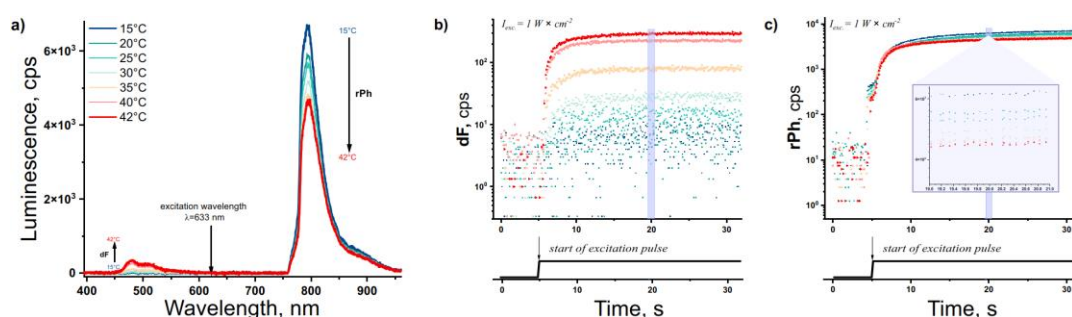 a)
15°C
20°C
25°C
30°C
35°C
40°C
42°C
6×10³
4×10³
2×10³
0
Luminescence, cps
15°C
rPh
42°C
excitation wavelength
λ=633 nm
42°C
dF
15°C
400 500 600 700 800 900
Wavelength, nm
b)
I exc. = 1 W × cm⁻²
10²
10¹
10⁰
dF, cps
start of excitation pulse
0 10 20 30
Time, s
c)
I exc. = 1 W × cm⁻²
10⁴
10³
10²
10¹
10⁰
rPh, cps
start of excitation pulse
0 10 20 30
Time, s